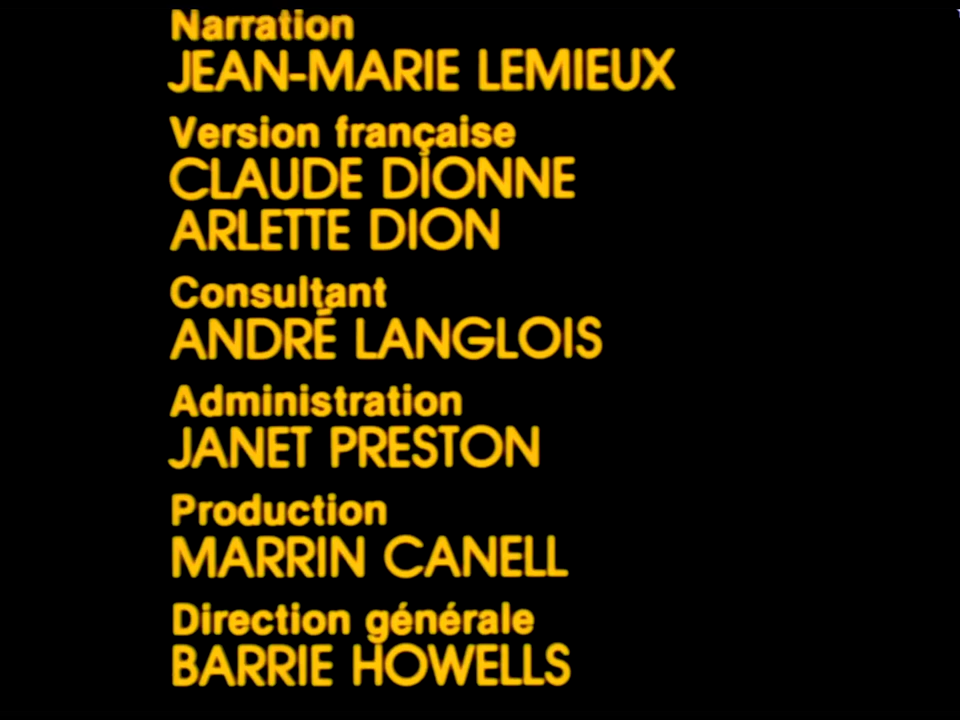 Narration
JEAN-MARIE LEMIEUX
Version française
CLAUDE DIONNE
ARLETTE DION
Consultant
ANDRÉ LANGLOIS
Administration
JANET PRESTON
Production
MARRIN CANELL
Direction générale
BARRIE HOWELLS